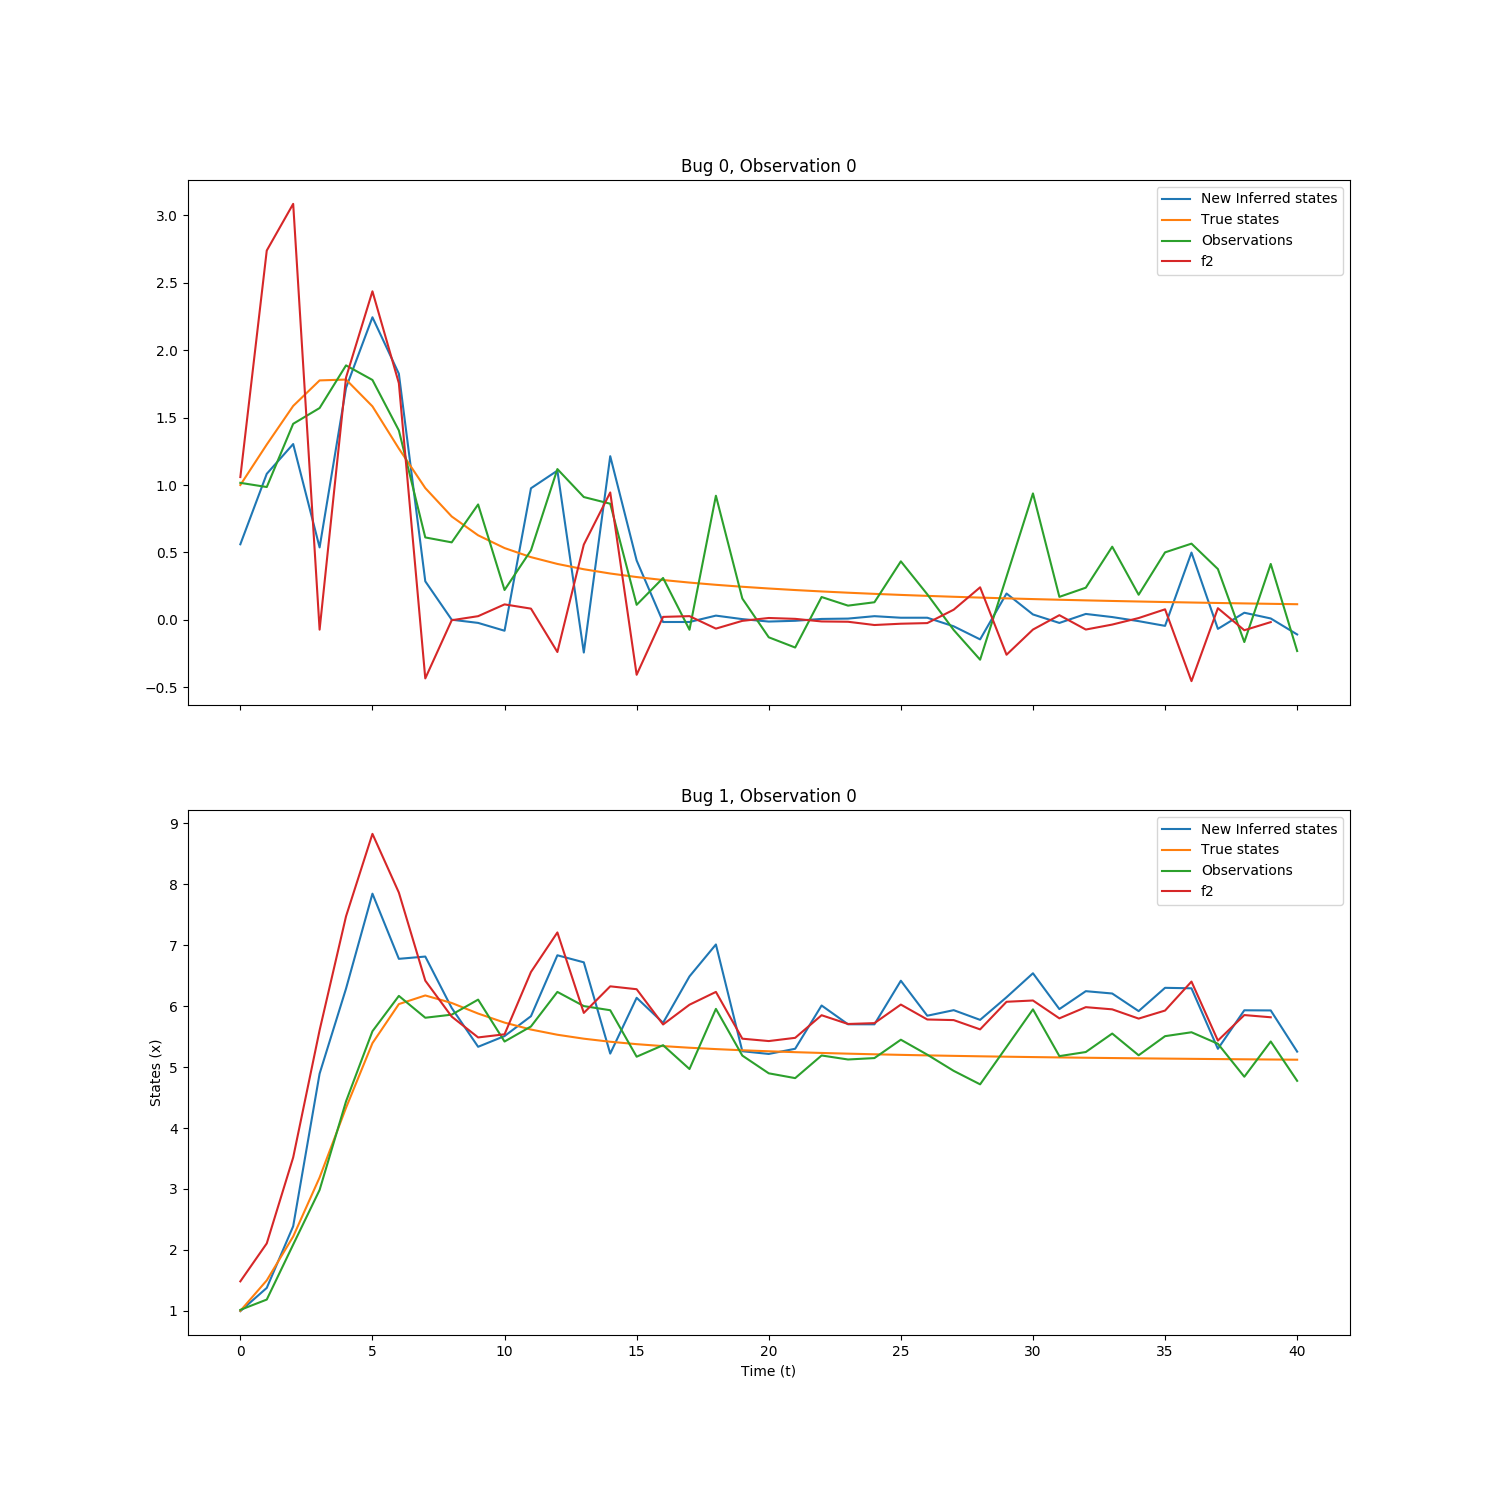 Bug 0, Observation 0
New Inferred states
True states
Observations
f2
3.0
2.5
2.0
1.5
1.0
0.5
0.0
−0.5
Bug 1, Observation 0
New Inferred states
True states
Observations
f2
9
8
7
6
5
4
3
2
1
States (x)
0 5 10 15 20 25 30 35 40
Time (t)